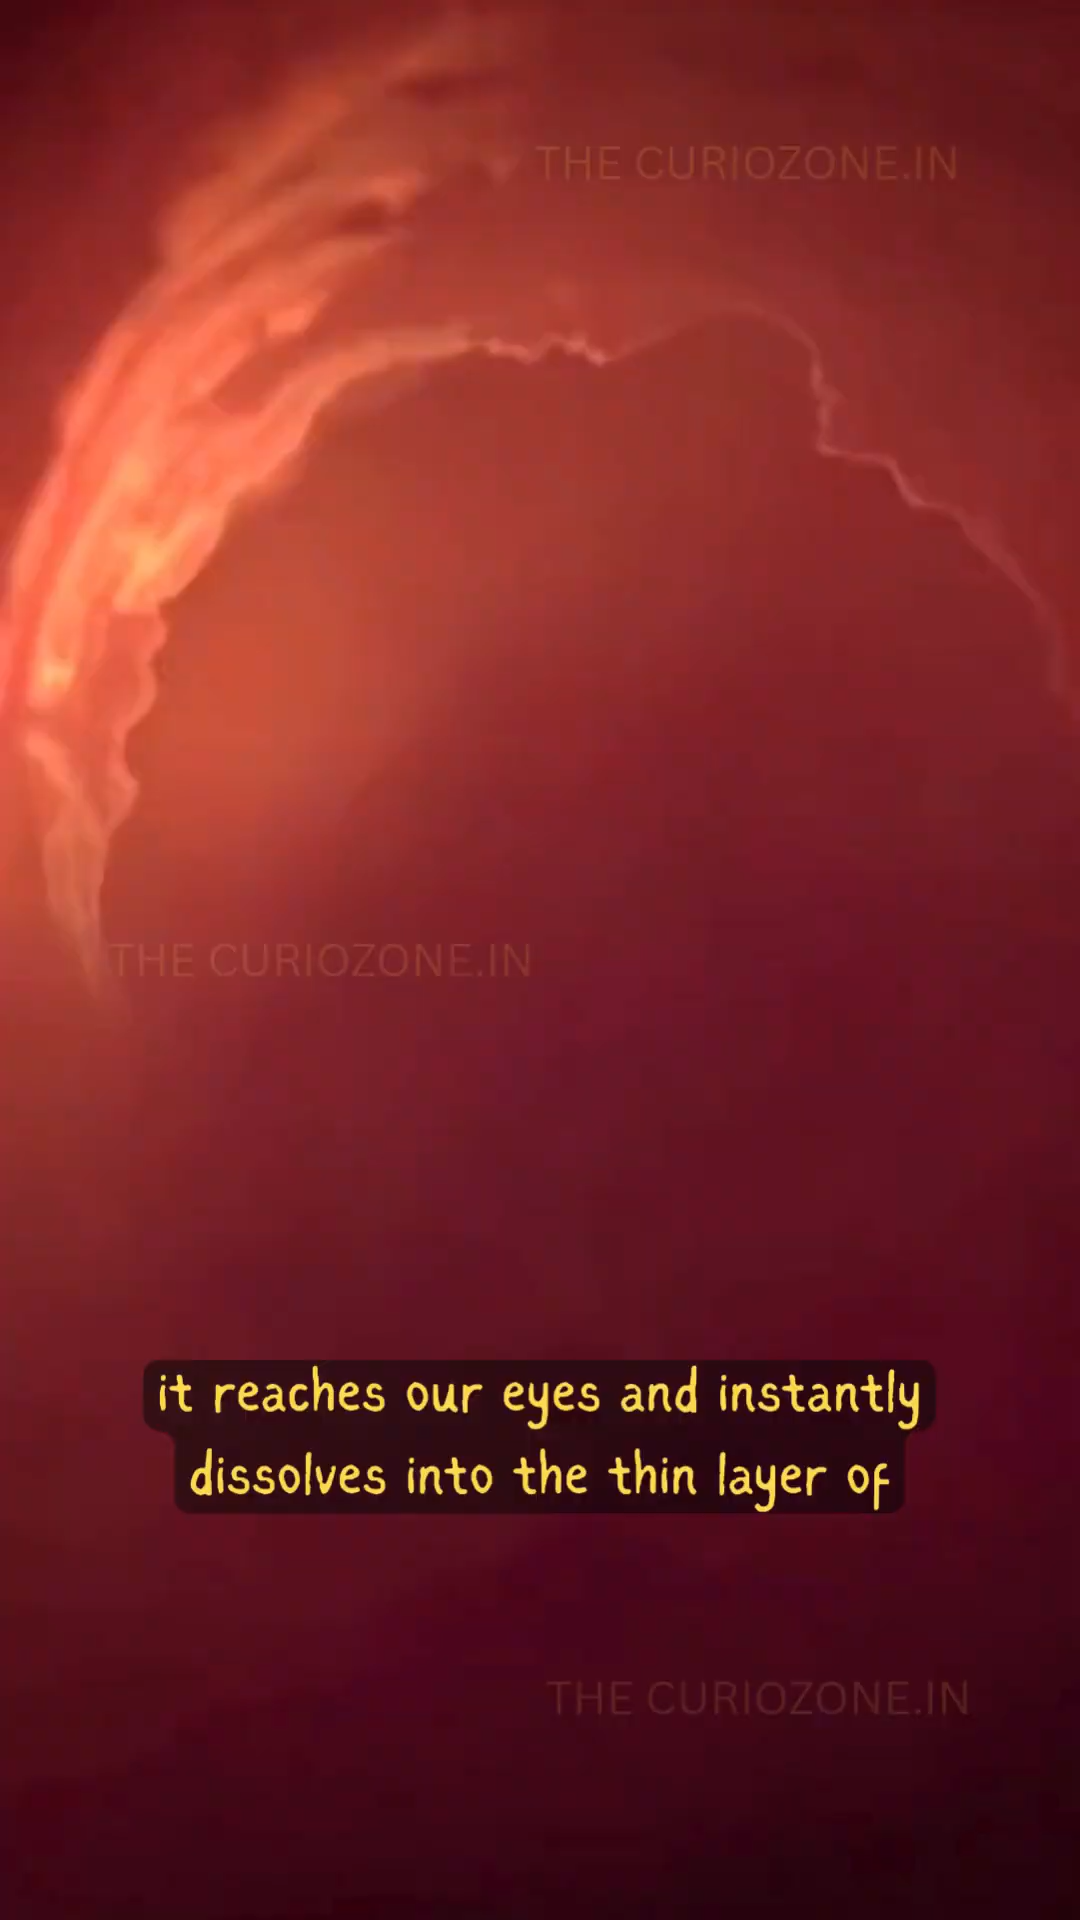 THE CURIOZONE.IN
THE CURIOZONE.IN
it reaches our eyes and instantly
dissolves into the thin layer of
THE CURIOZONE.IN